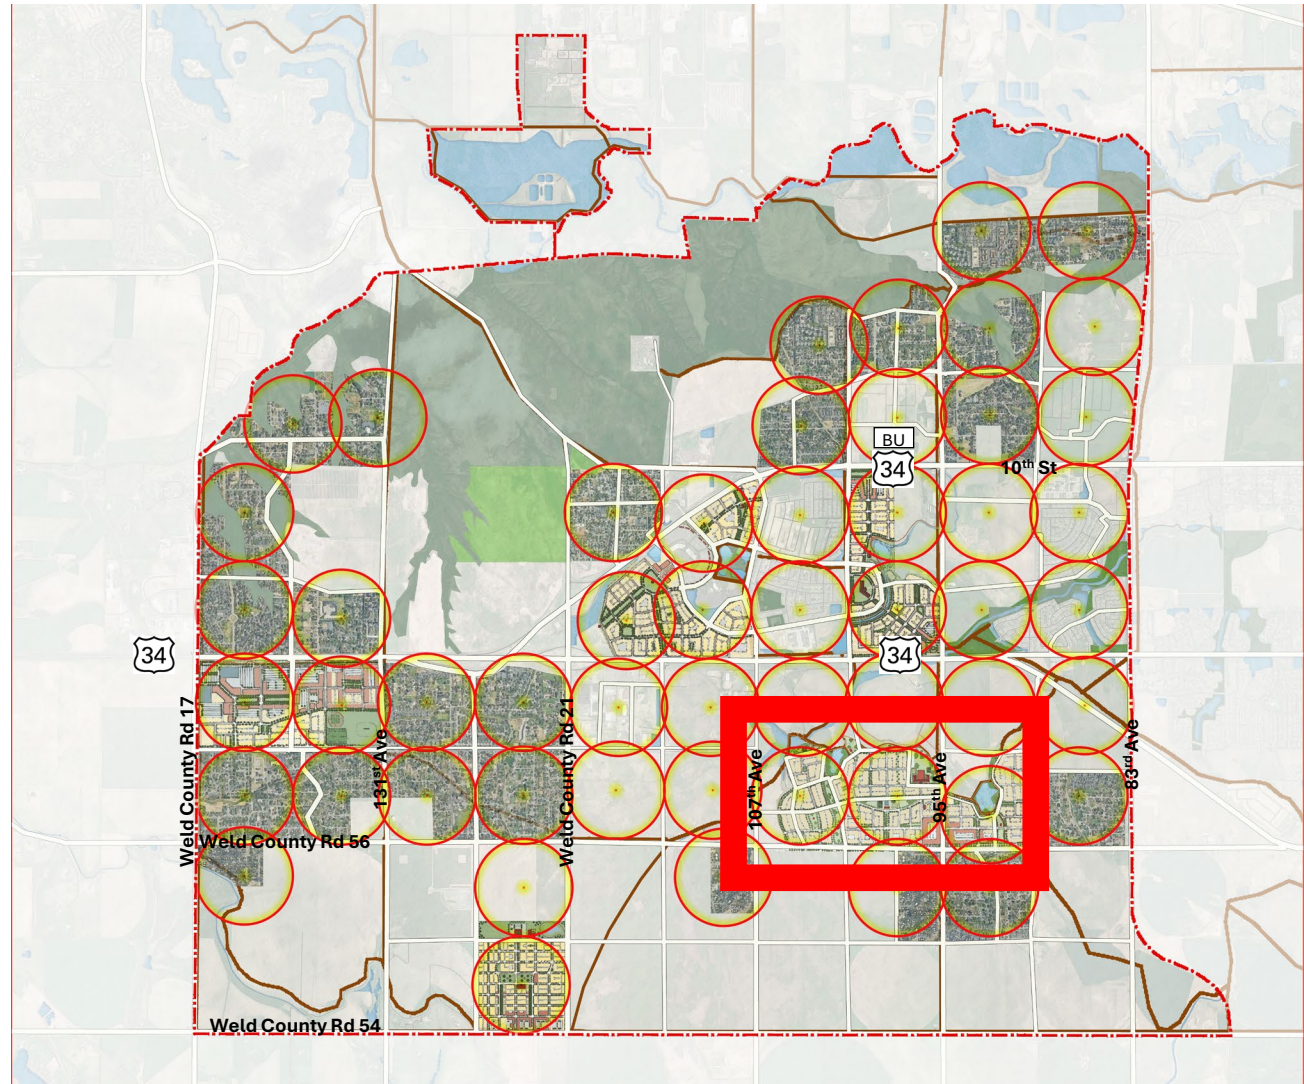 BU
34
10th St
34
34
Weld County Rd 17
131st Ave
Weld County Rd 21
107th Ave
95th Ave
83rd Ave
Weld County Rd 56
Weld County Rd 54